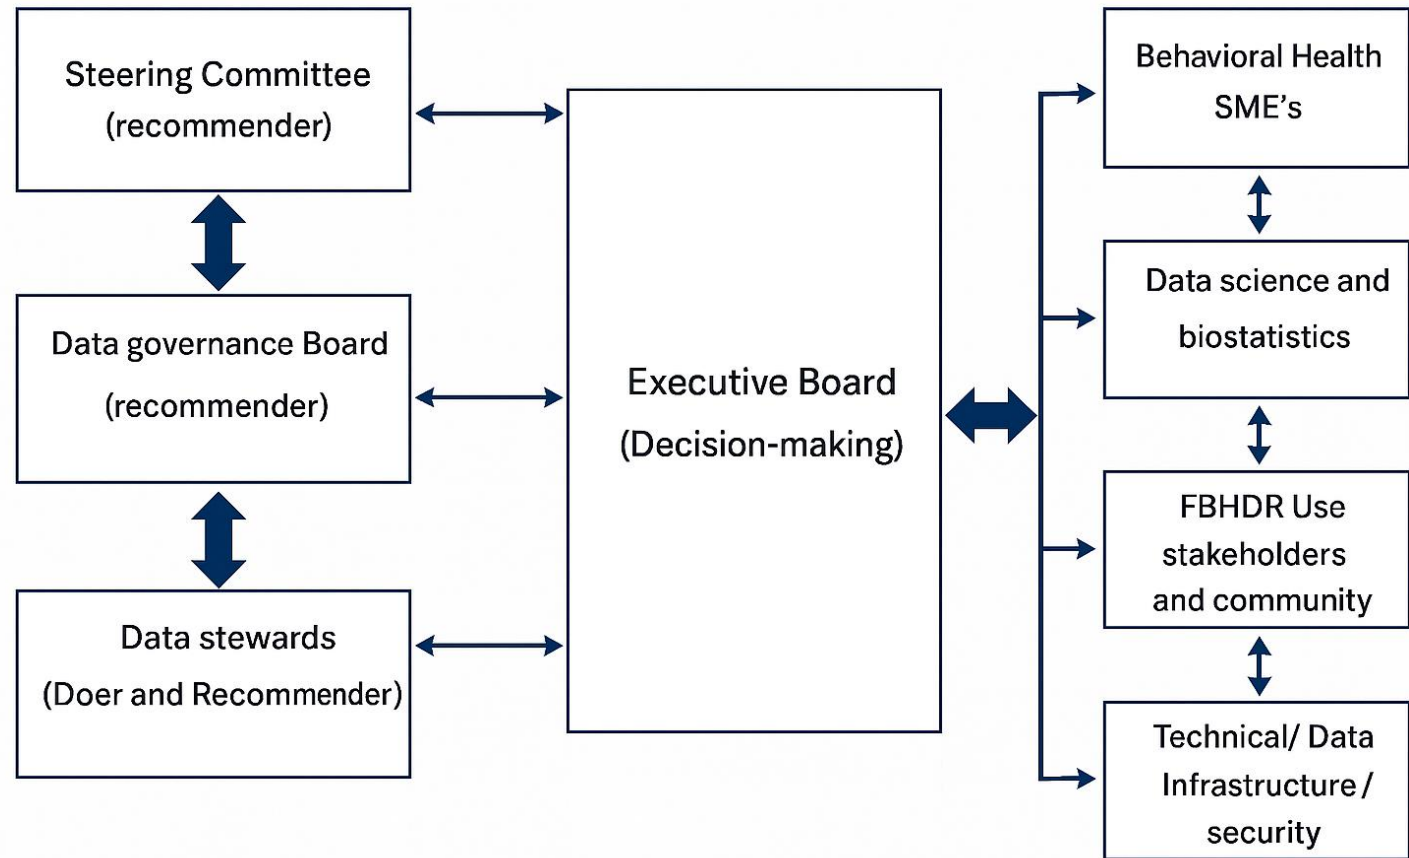 Steering Committee
(recommender)
Data governance Board
(recommender)
Data stewards
(Doer and Recommender)
Executive Board
(Decision-making)
Behavioral Health
SME's
Data science and
biostatistics
FBHDR Use
stakeholders
and community
Technical/ Data
Infrastructure /
security